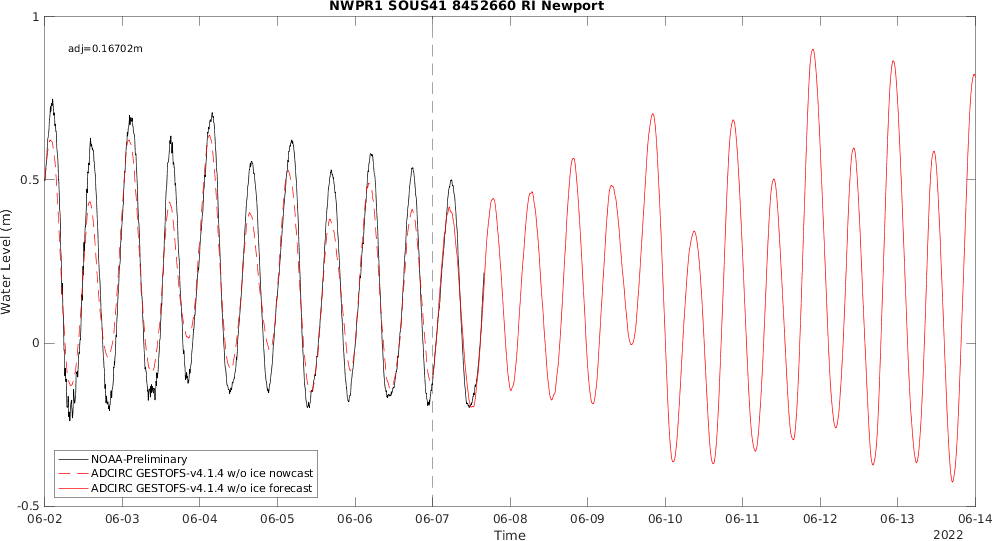 NWPR1 SOUS41 8452660 RI Newport
adj=0.16702m
1
0.5
0
-0.5
Water Level (m)
NOAA-Preliminary
ADCIRC GESTOFS-v4.1.4 w/o ice nowcast
ADCIRC GESTOFS-v4.1.4 w/o ice forecast
06-02 06-03 06-04 06-05 06-06 06-07 06-08 06-09 06-10 06-11 06-12 06-13 06-14
Time
2022